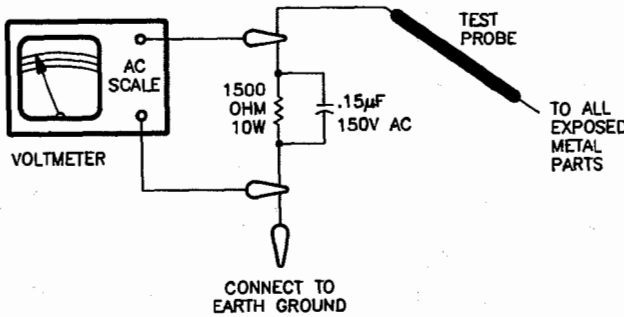 TEST
PROBE
AC
SCALE
1500
OHM
10W
.15µF
150V AC
TO ALL
EXPOSED
METAL
PARTS
VOLTMETER
CONNECT TO
EARTH GROUND